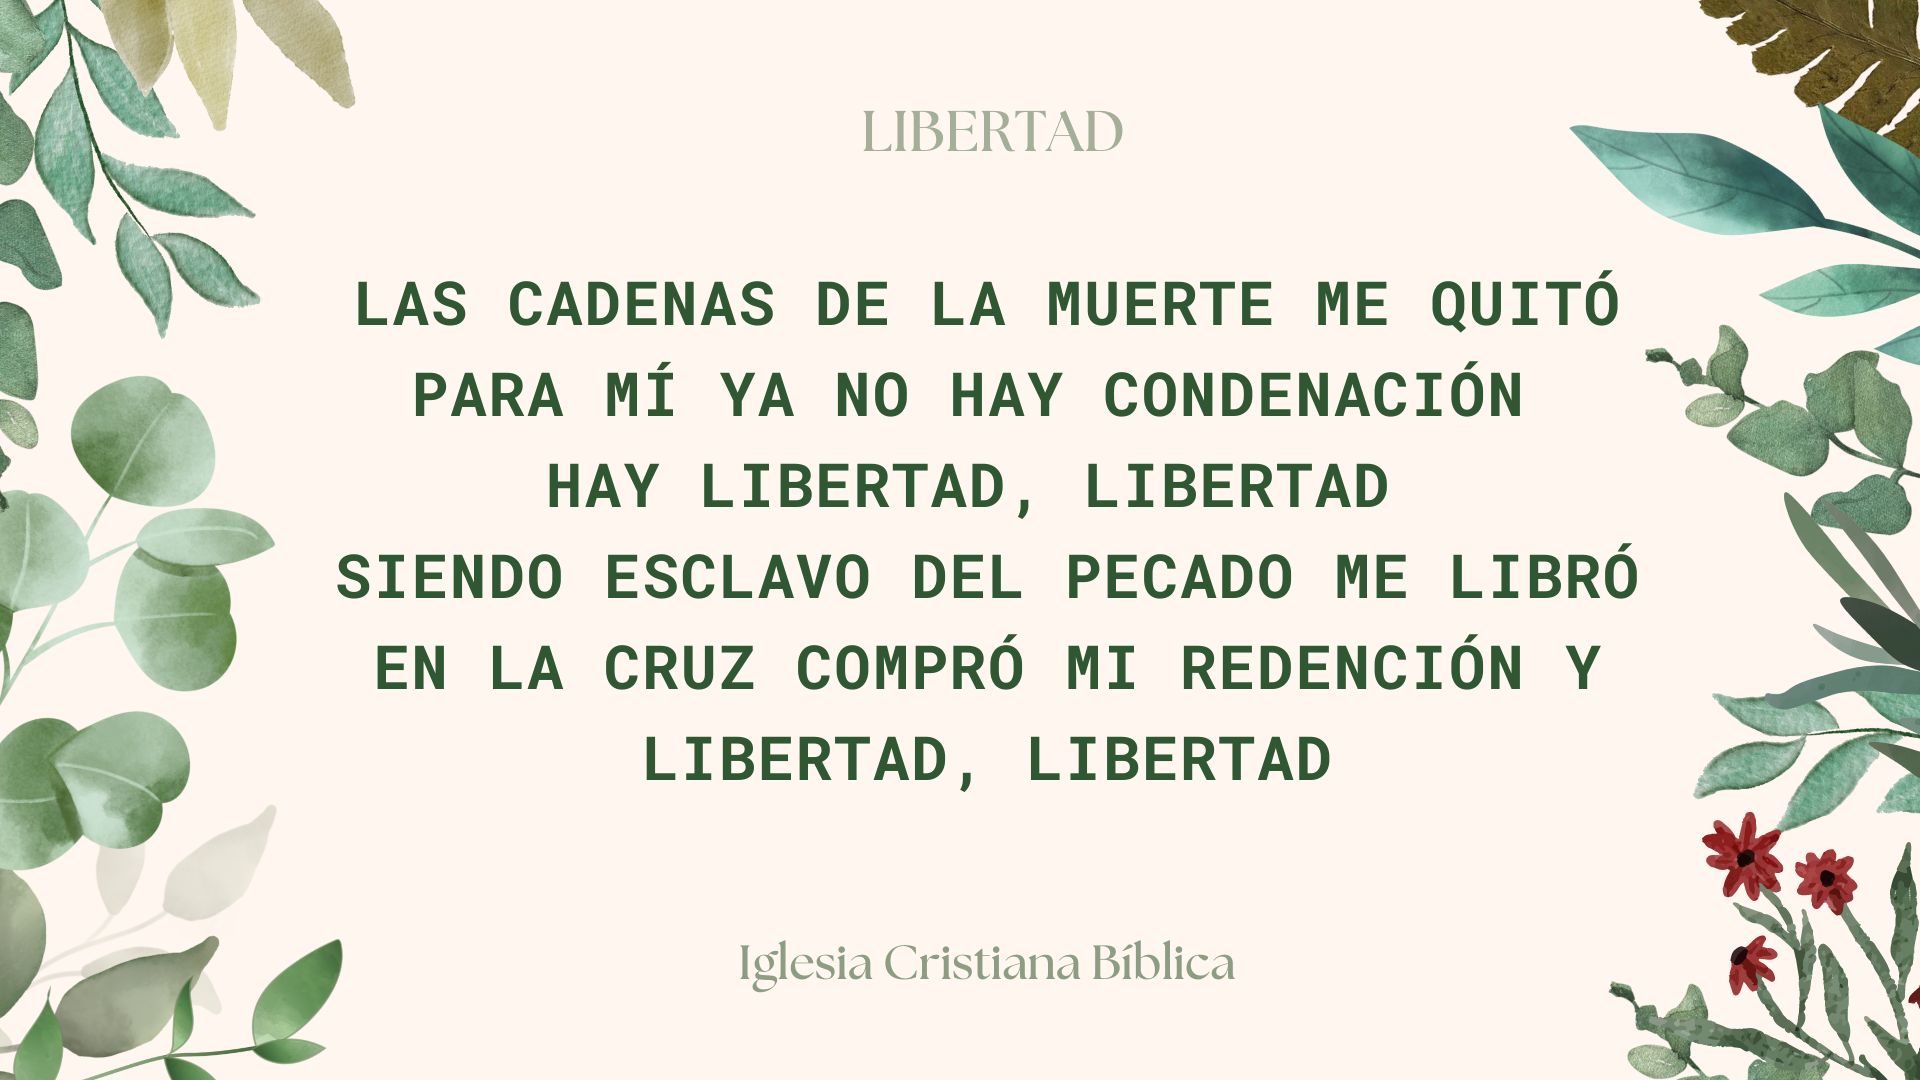 LIBERTAD
LAS CADENAS DE LA MUERTE ME QUITÓ
PARA MÍ YA NO HAY CONDENACIÓN
HAY LIBERTAD, LIBERTAD
SIENDO ESCLAVO DEL PECADO ME LIBRÓ
EN LA CRUZ COMPRÓ MI REDENCIÓN Y
LIBERTAD, LIBERTAD
Iglesia Cristiana Bíblica